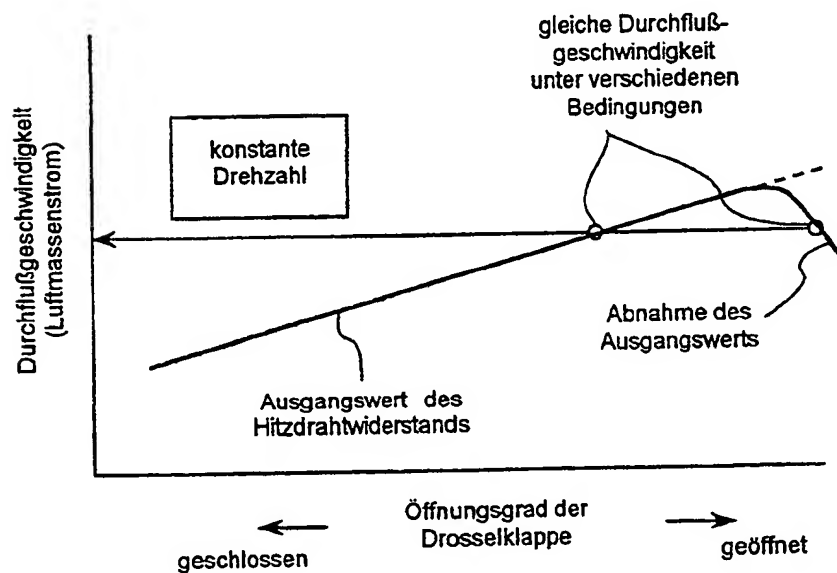 gleiche Durchfluß-
geschwindigkeit
unter verschiedenen
Bedingungen
konstante
Drehzahl
Durchflußgeschwindigkeit
(Luftmassenstrom)
Abnahme des
Ausgangswerts
Ausgangswert des
Hitzdrahtwiderstands
Öffnungsgrad der
Drosselklappe
geschlossen
geöffnet